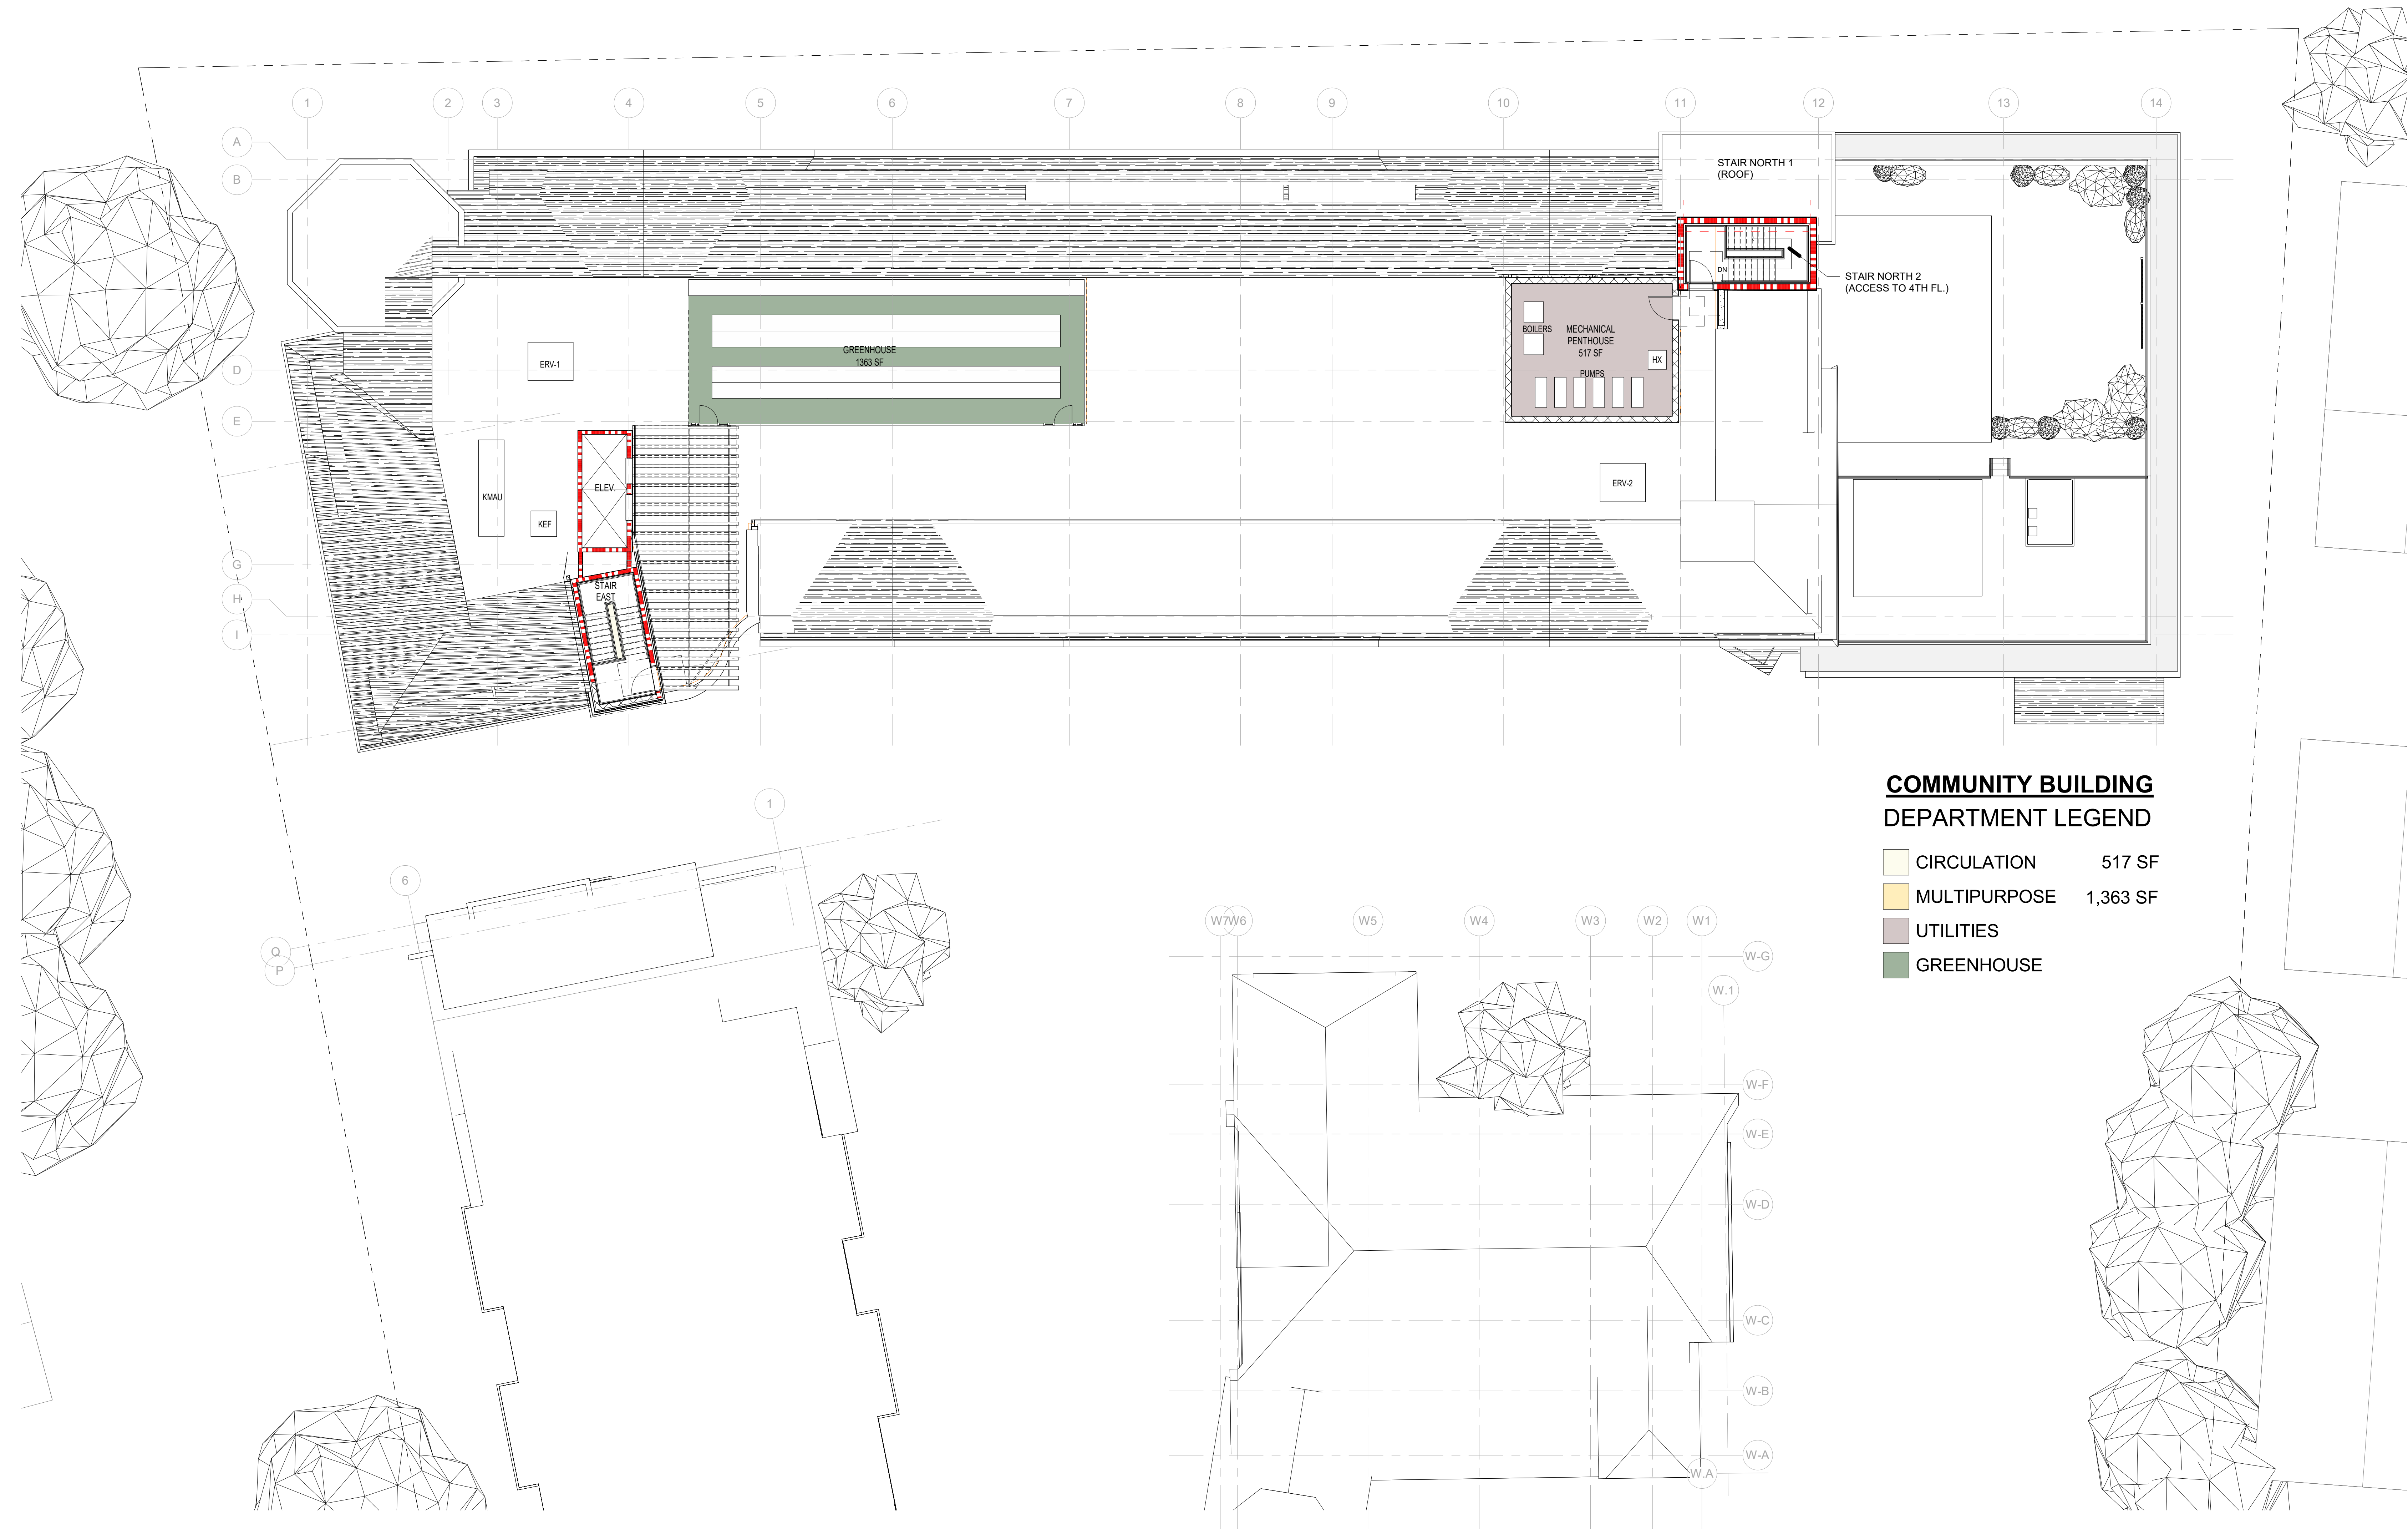 1 2 3 4 5 6 7 8 9 10 11 12 13 14
A
B
D
E
G
H
I
STAIR NORTH 1
(ROOF)
STAIR NORTH 2
(ACCESS TO 4TH FL.)
DN
ERV-1
GREENHOUSE
1363 SF
BOILERS
MECHANICAL
PENTHOUSE
517 SF
HX
PUMPS
KMAU
ELEV.
KEF
ERV-2
STAIR
EAST
COMMUNITY BUILDING
DEPARTMENT LEGEND
CIRCULATION 517 SF
MULTIPURPOSE 1,363 SF
UTILITIES
GREENHOUSE
1
6
Q
P
W7 W6 W5 W4 W3 W2 W1
W-G
W.1
W-F
W-E
W-D
W-C
W-B
W-A
W.A